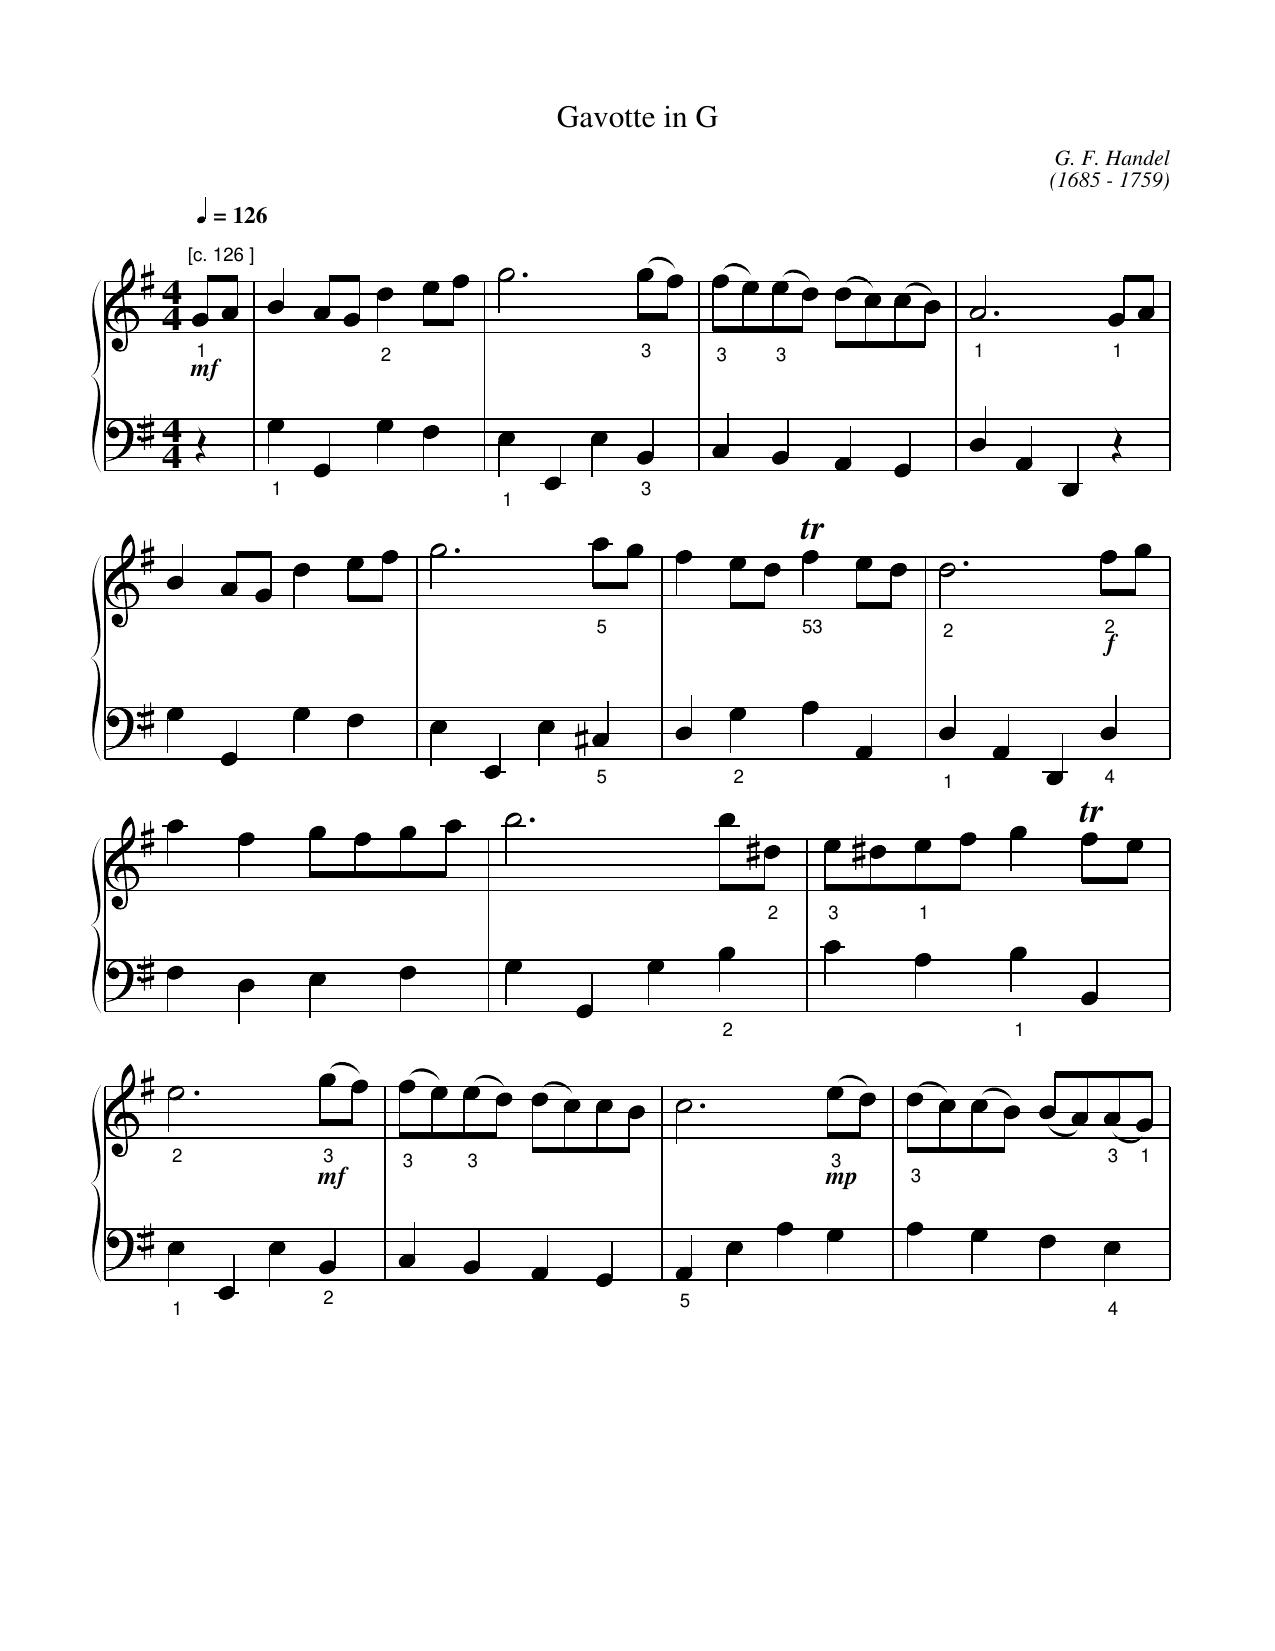 Gavotte in G
G. F. Handel
(1685 - 1759)
= 126
[c. 126 ]
4 4
1 2 3 3 3 1 1
mf
4 4
1 1 3
tr
5 53 2 2
f
5 2 1 4
tr
2 3 1
2 1
2 3 3 3 3 3 3 1
mf mp
1 2 5 4